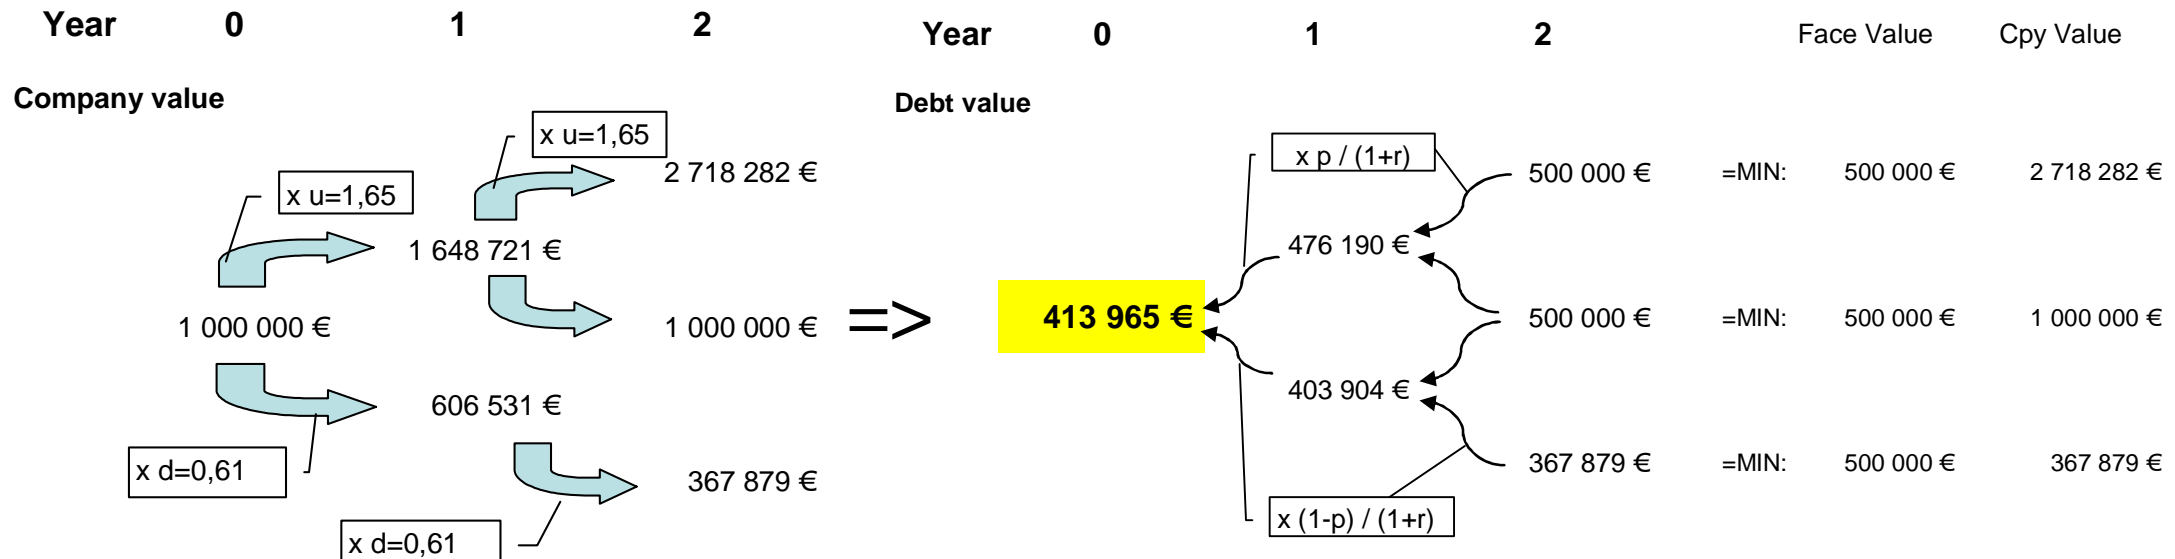 Year 0 1 2
Year 0 1 2 Face Value Cpy Value
Company value
Debt value
x u=1,65
x u=1,65
2 718 282 €
1 648 721 €
1 000 000 €
1 000 000 €
606 531 €
367 879 €
x d=0,61
x d=0,61
=>
x p / (1+r)
500 000 € =MIN: 500 000 € 2 718 282 €
476 190 €
413 965 €
500 000 € =MIN: 500 000 € 1 000 000 €
403 904 €
367 879 € =MIN: 500 000 € 367 879 €
x (1-p) / (1+r)